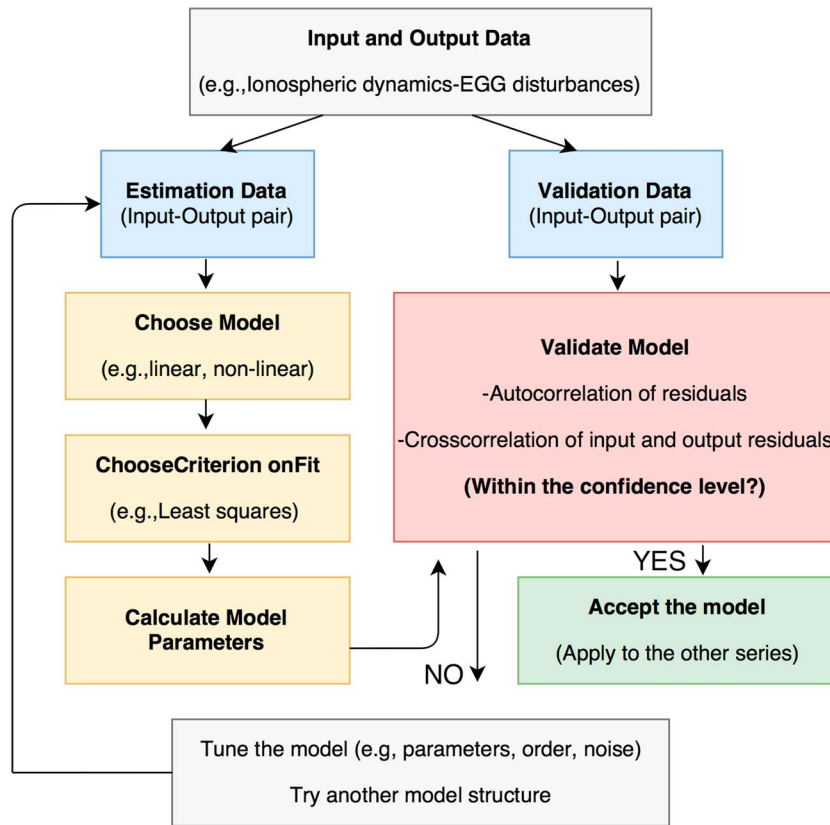 Input and Output Data
(e.g.,Ionospheric dynamics-EGG disturbances)
Estimation Data
(Input-Output pair)
Validation Data
(Input-Output pair)
Choose Model
(e.g.,linear, non-linear)
ChooseCriterion onFit
(e.g.,Least squares)
Calculate Model
Parameters
Validate Model
-Autocorrelation of residuals
-Crosscorrelation of input and output residuals
(Within the confidence level?)
YES
NO
Accept the model
(Apply to the other series)
Tune the model (e.g, parameters, order, noise)
Try another model structure